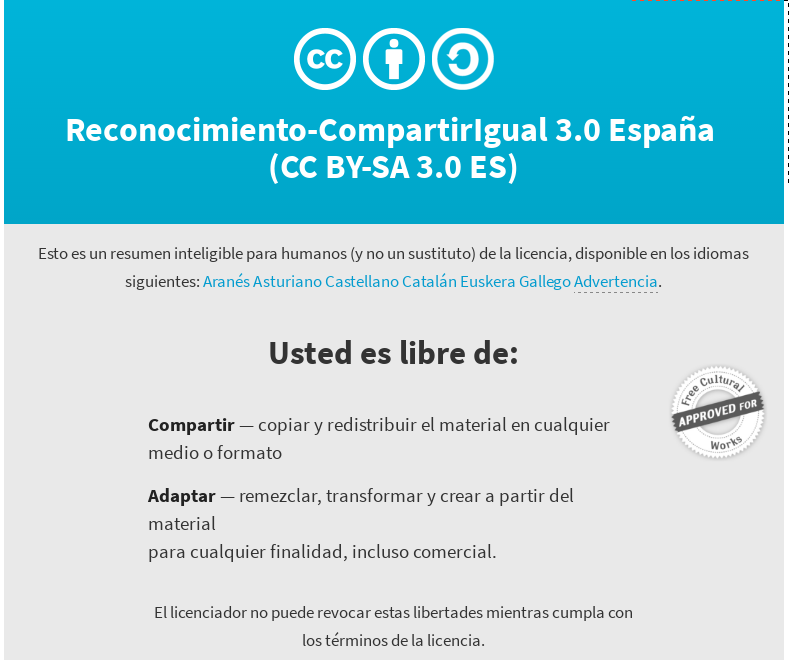 cc
Reconocimiento-CompartirIgual 3.0 España
(CC BY-SA 3.0 ES)
Esto es un resumen inteligible para humanos (y no un sustituto) de la licencia, disponible en los idiomas
siguientes: Aranés Asturiano Castellano Catalán Euskera Gallego Advertencia.
Usted es libre de:
Free Cultural
APPROVED FOR
Works
Compartir — copiar y redistribuir el material en cualquier
medio o formato
Adaptar — remezclar, transformar y crear a partir del
material
para cualquier finalidad, incluso comercial.
El licenciador no puede revocar estas libertades mientras cumpla con
los términos de la licencia.